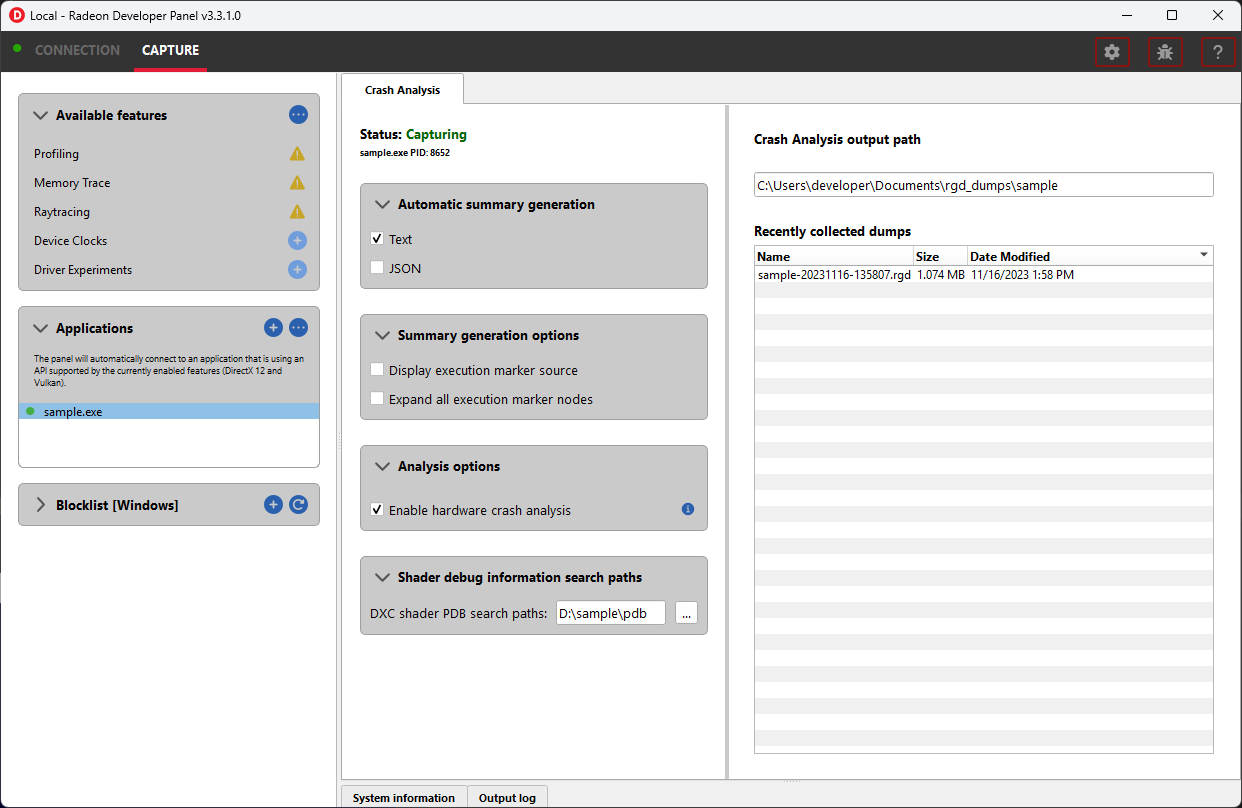 Local - Radeon Developer Panel v3.3.1.0
CONNECTION
CAPTURE
?
Available features
Profiling
Memory Trace
Raytracing
Device Clocks
Driver Experiments
Applications
The panel will automatically connect to an application that is using an
API supported by the currently enabled features (DirectX 12 and
Vulkan).
sample.exe
Blocklist [Windows]
Crash Analysis
Status: Capturing
sample.exe PID: 8652
Automatic summary generation
Text
JSON
Summary generation options
Display execution marker source
Expand all execution marker nodes
Analysis options
Enable hardware crash analysis
Shader debug information search paths
DXC shader PDB search paths: D:\sample\pdb ...
Crash Analysis output path
C:\Users\developer\Documents\rgd_dumps\sample
Recently collected dumps
Name Size Date Modified
sample-20231116-135807.rgd 1.074 MB 11/16/2023 1:58 PM
System information
Output log